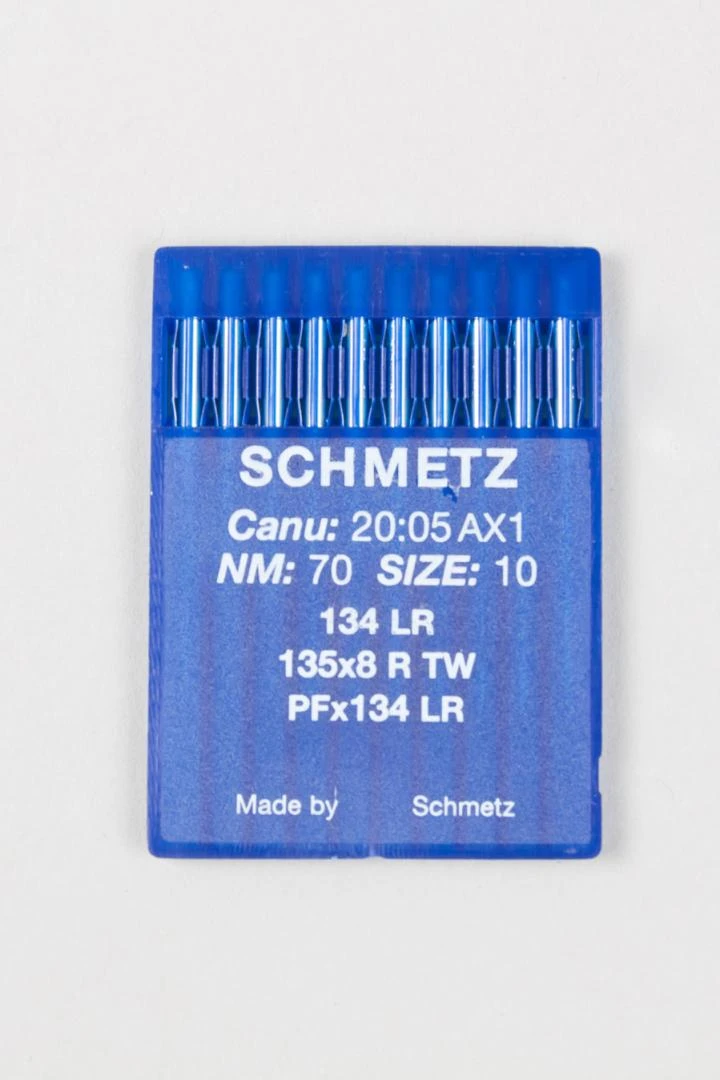 SCHMETZ
Canu: 20:05 AX1
NM: 70 SIZE: 10
134 LR
135x8 R TW
PFx134 LR
Made by Schmetz